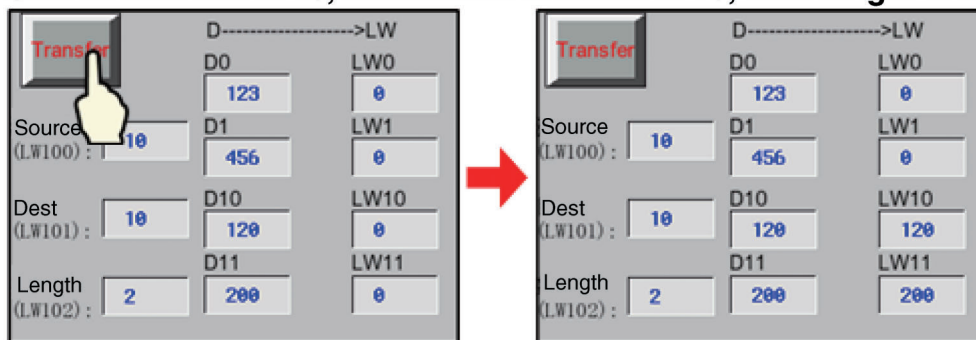 D-------------------->LW
Transfer
D0 LW0
123 0
Source
(LW100): 10
D1 LW1
456 0
Dest
(LW101): 10
D10 LW10
120 0
Length
(LW102): 2
D11 LW11
200 0
D-------------------->LW
Transfer
D0 LW0
123 0
Source
(LW100): 10
D1 LW1
456 0
Dest
(LW101): 10
D10 LW10
120 120
Length
(LW102): 2
D11 LW11
200 200